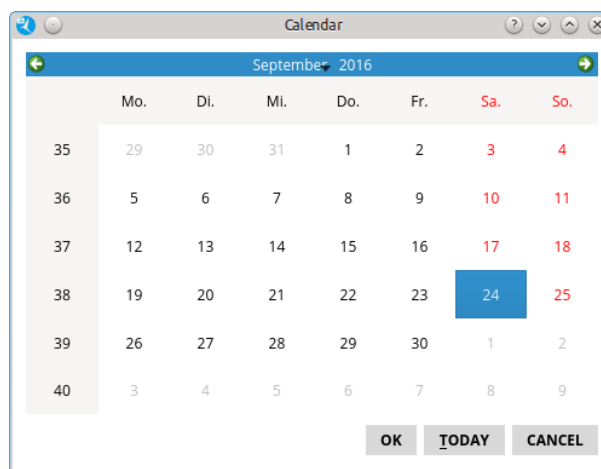 Calendar
September 2016
Mo. Di. Mi. Do. Fr. Sa. So.
35 29 30 31 1 2 3 4
36 5 6 7 8 9 10 11
37 12 13 14 15 16 17 18
38 19 20 21 22 23 24 25
39 26 27 28 29 30 1 2
40 3 4 5 6 7 8 9
OK TODAY CANCEL